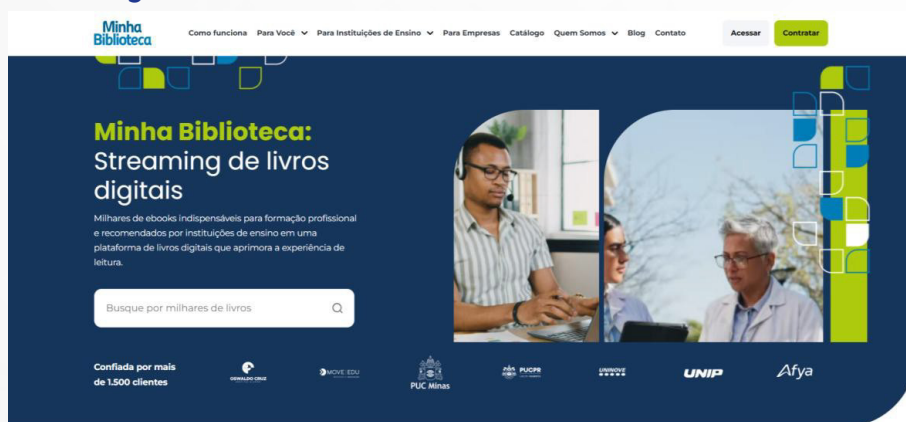 Minha
Biblioteca
Como funciona Para Você Para Instituições de Ensino Para Empresas Catálogo Quem Somos Blog Contato Acessar Contratar
Minha Biblioteca:
Streaming de livros
digitais
Milhares de ebooks indispensáveis para formação profissional
e recomendados por instituições de ensino em uma
plataforma de livros digitais que aprimora a experiência de
leitura.
Busque por milhares de livros
Confiada por mais
de 1.500 clientes
OSWALDO CRUZ
MOVE EDU
PUC Minas
PUCPR
UNINOVE
UNIP
Afya